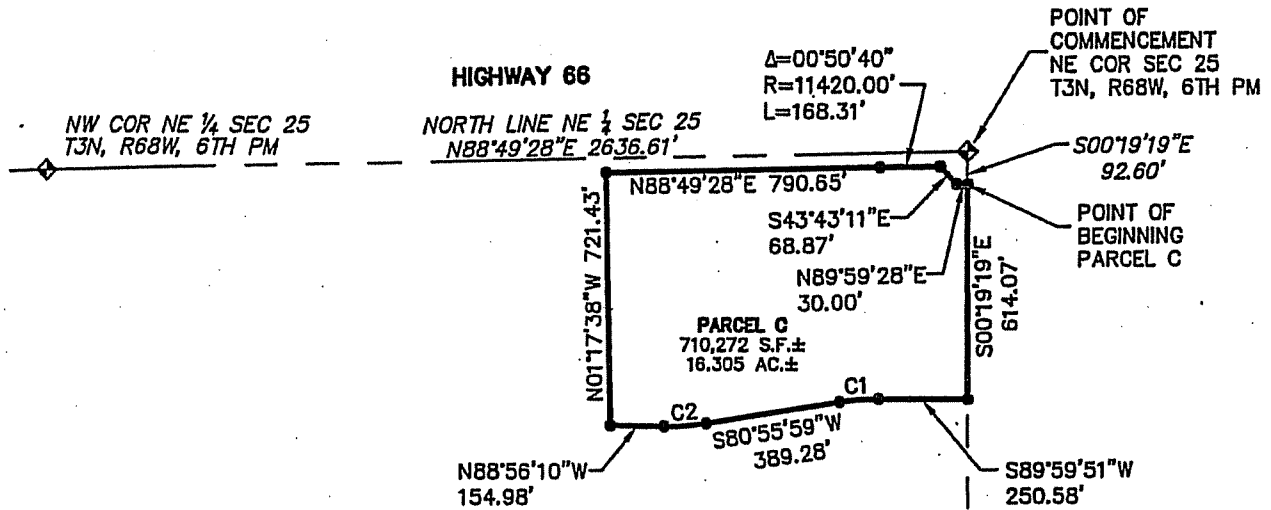 POINT OF
COMMENCEMENT
NE COR SEC 25
T3N, R68W, 6TH PM
Δ=00°50'40"
R=11420.00'
L=168.31'
HIGHWAY 66
NW COR NE ¼ SEC 25
T3N, R68W, 6TH PM
NORTH LINE NE ¼ SEC 25
N88°49'28"E 2636.61'
S00°19'19"E
92.60'
N88°49'28"E 790.65'
S43°43'11"E
68.87'
POINT OF
BEGINNING
PARCEL C
N89°59'28"E
30.00'
N01°17'38"W 721.43'
S00°19'19"E
614.07'
PARCEL C
710,272 S.F.±
16.305 AC.±
C1
C2
S80°55'59"W
389.28'
N88°56'10"W
154.98'
S89°59'51"W
250.58'